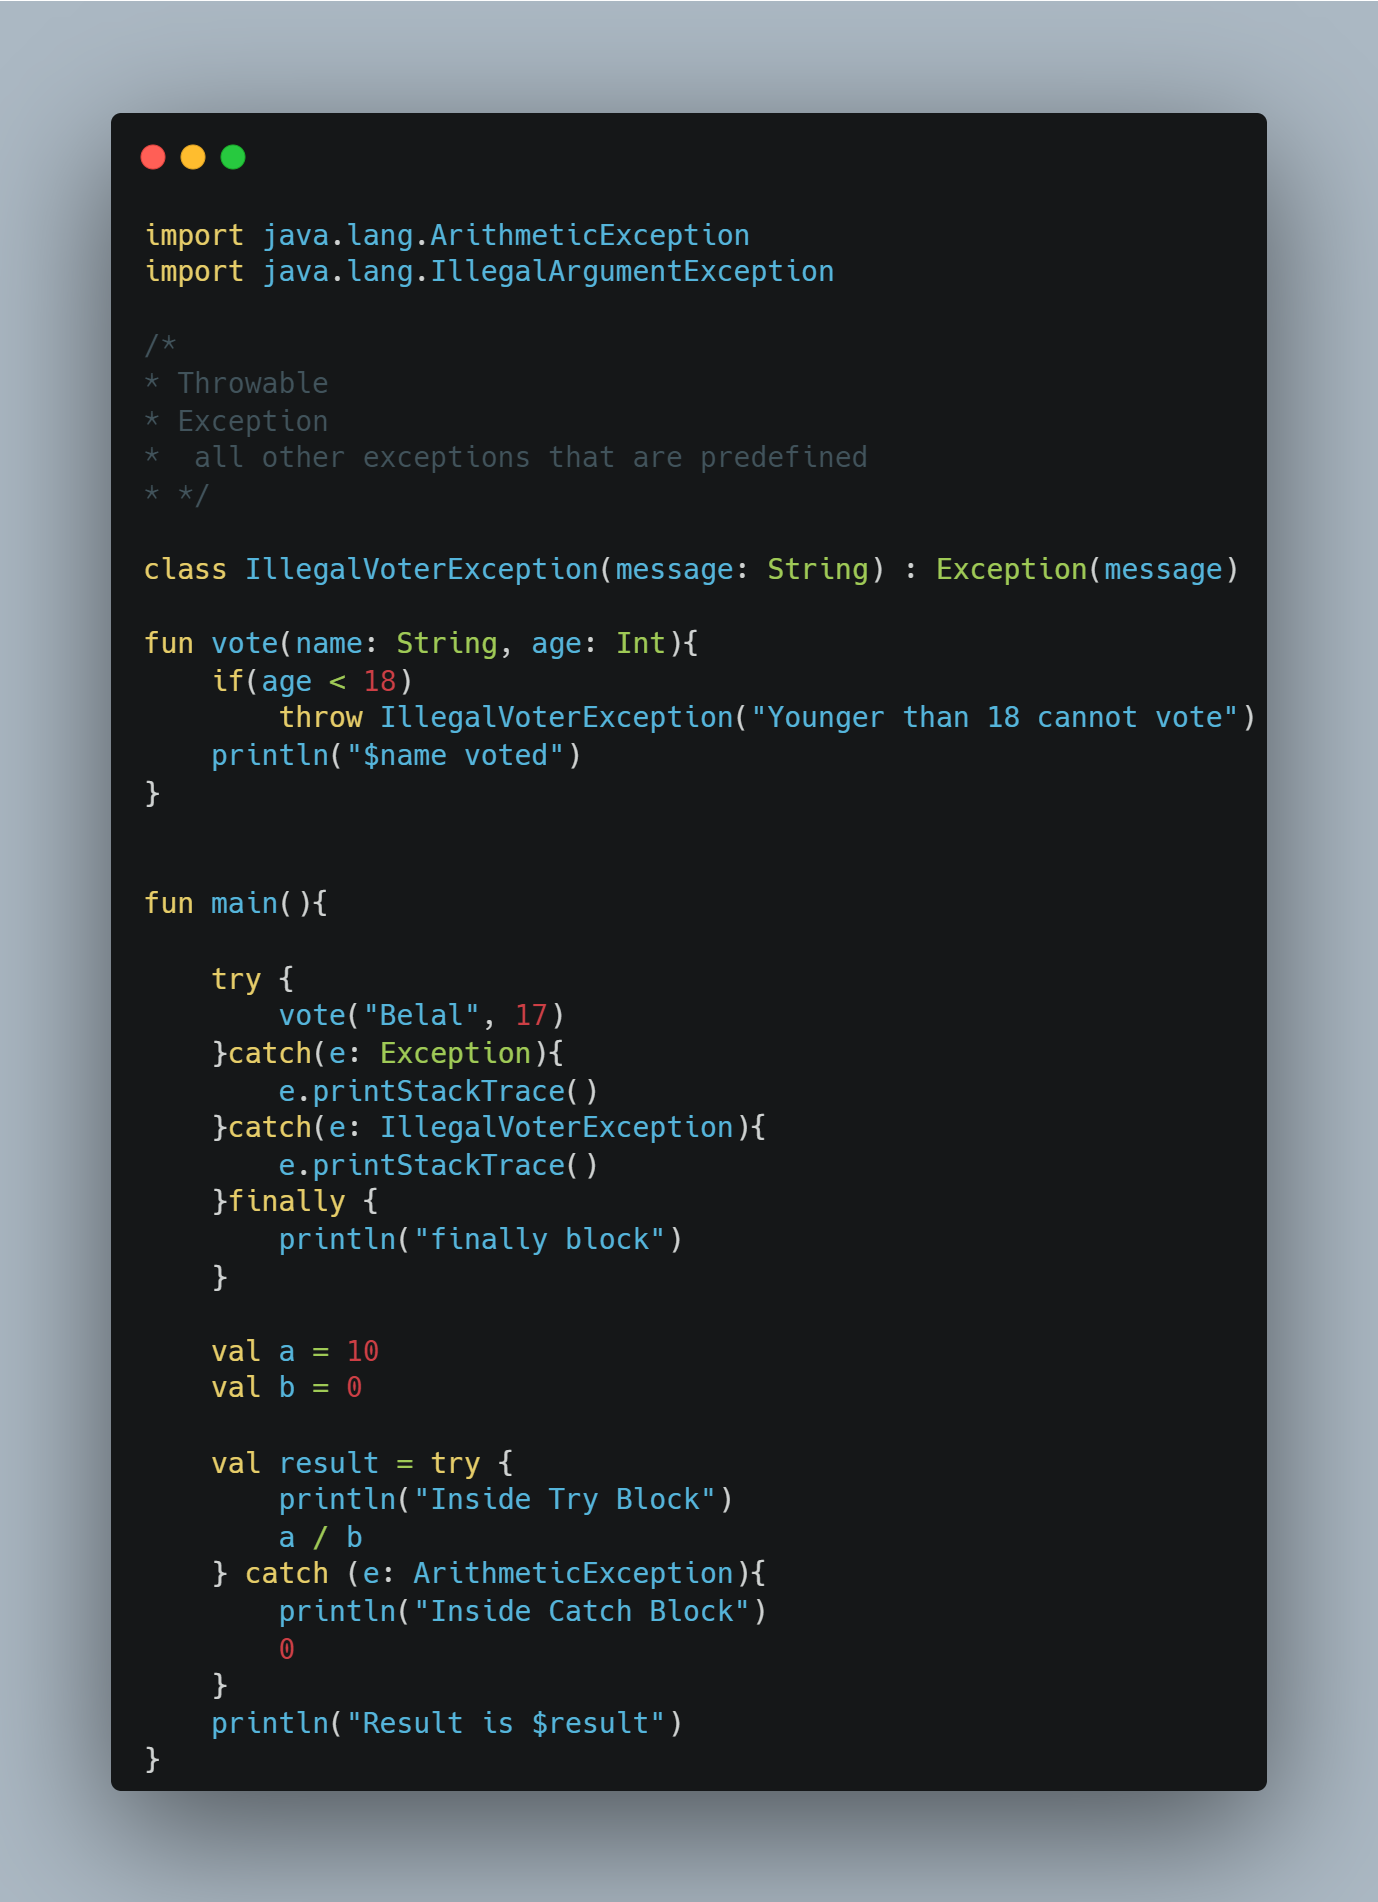 import java.lang.ArithmeticException
import java.lang.IllegalArgumentException
/*
* Throwable
* Exception
*  all other exceptions that are predefined
* */
class IllegalVoterException(message: String) : Exception(message)
fun vote(name: String, age: Int){
    if(age < 18)
        throw IllegalVoterException("Younger than 18 cannot vote")
    println("$name voted")
}
fun main(){
    try {
        vote("Belal", 17)
    }catch(e: Exception){
        e.printStackTrace()
    }catch(e: IllegalVoterException){
        e.printStackTrace()
    }finally {
        println("finally block")
    }
    val a = 10
    val b = 0
    val result = try {
        println("Inside Try Block")
        a / b
    } catch (e: ArithmeticException){
        println("Inside Catch Block")
        0
    }
    println("Result is $result")
}